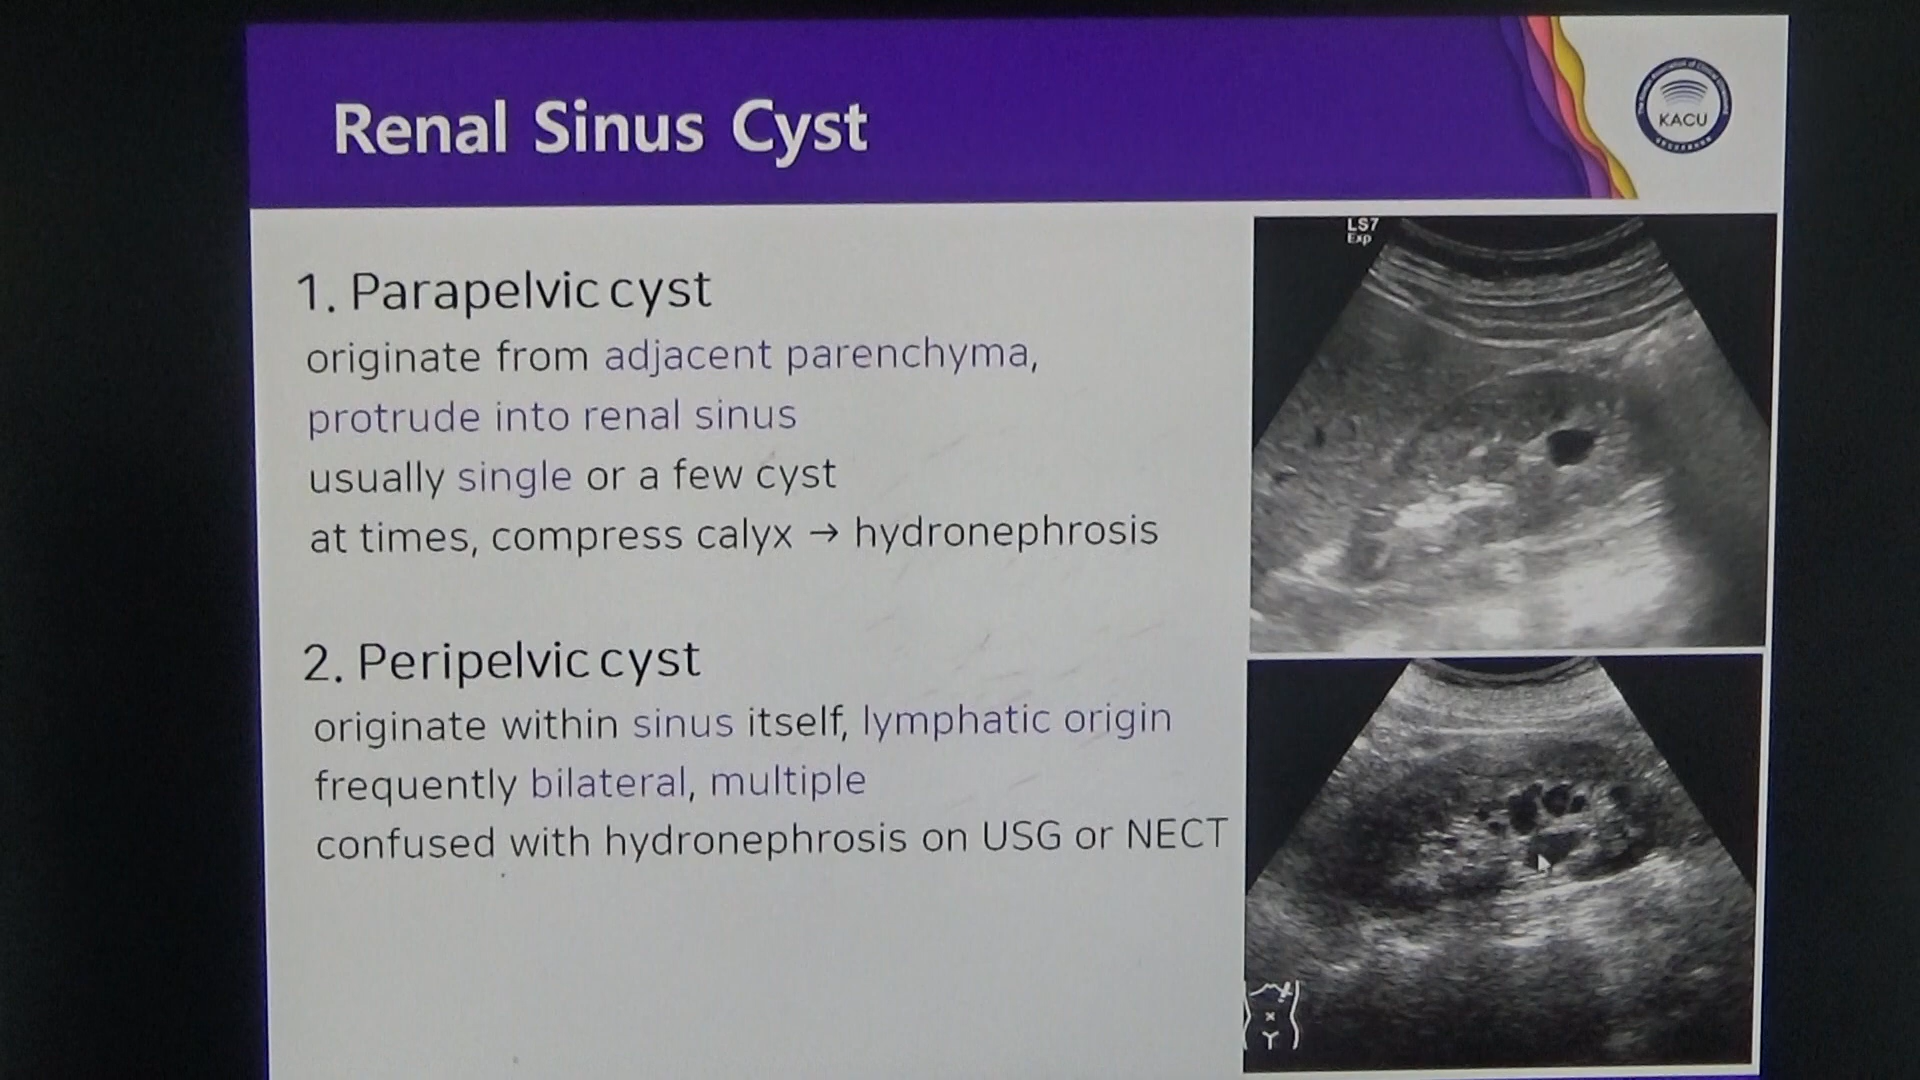 Renal Sinus Cyst
KACU
LS7
Exp
1. Parapelvic cyst
originate from adjacent parenchyma,
protrude into renal sinus
usually single or a few cyst
at times, compress calyx → hydronephrosis
2. Peripelvic cyst
originate within sinus itself, lymphatic origin
frequently bilateral, multiple
confused with hydronephrosis on USG or NECT